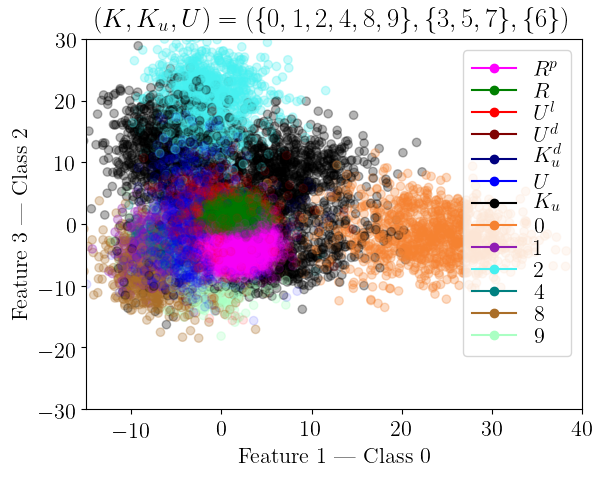 (K, K_u, U) = ({0, 1, 2, 4, 8, 9}, {3, 5, 7}, {6})
30
20
10
0
−10
−20
−30
Feature 3 — Class 2
R^p
R
U^l
U^d
K_u^d
U
K_u
0
1
2
4
8
9
−10
0
10
20
30
40
Feature 1 — Class 0